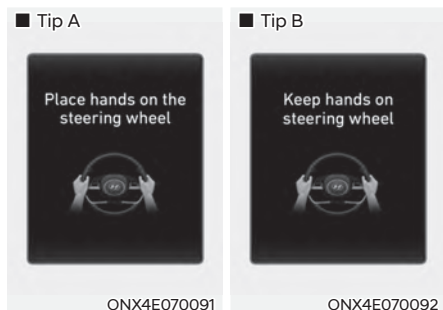 ■ Tip A
Place hands on the
steering wheel
ONX4E070091
■ Tip B
Keep hands on
steering wheel
ONX4E070092